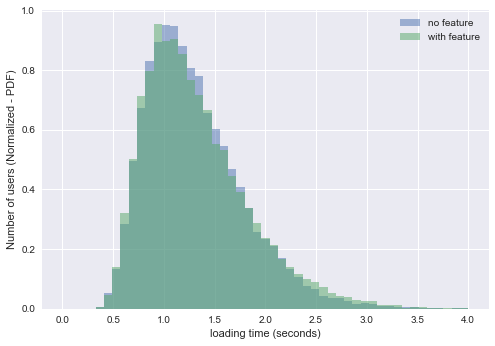 1.0
0.8
0.6
0.4
0.2
0.0
Number of users (Normalized - PDF)
no feature
with feature
0.0 0.5 1.0 1.5 2.0 2.5 3.0 3.5 4.0
loading time (seconds)